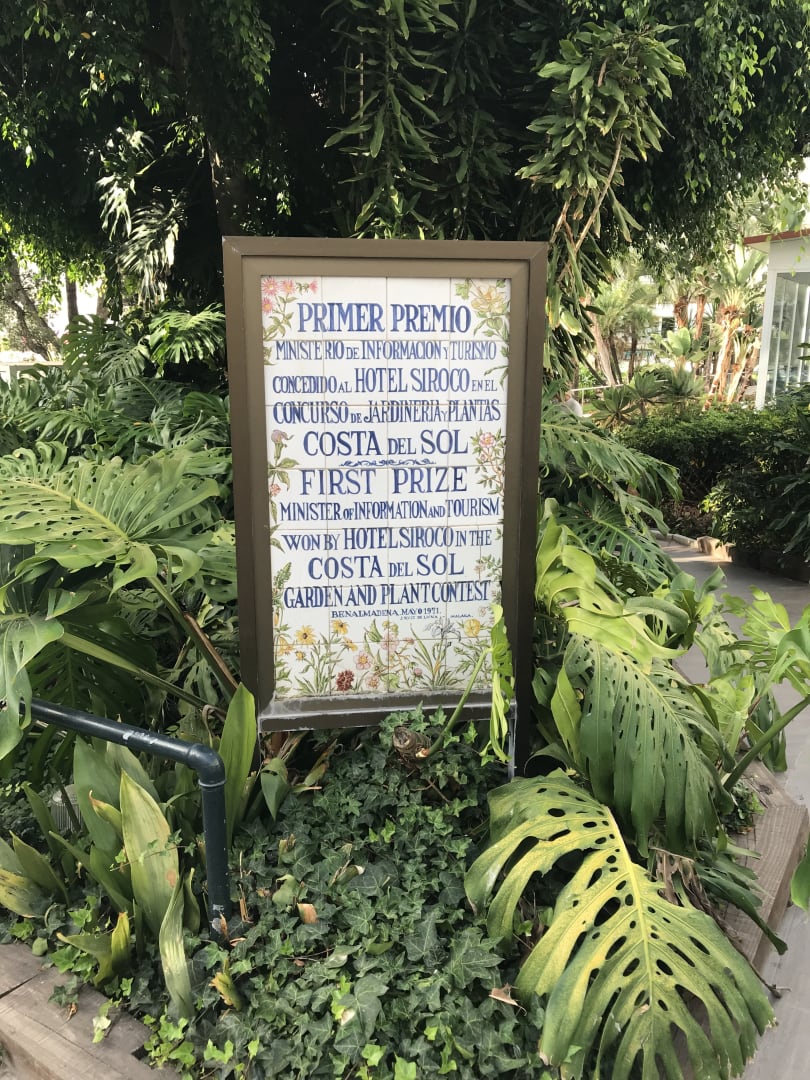 PRIMER PREMIO
MINISTERIO DE INFORMACION Y TURISMO
CONCEDIDO AL HOTEL SIROCO EN EL
CONCURSO DE JARDINERIA Y PLANTAS
COSTA DEL SOL
FIRST PRIZE
MINISTER OF INFORMATION AND TOURISM
WON BY HOTEL SIROCO IN THE
COSTA DEL SOL
GARDEN AND PLANT CONTEST
BENALMADENA, MAYO 1971.
MALAGA